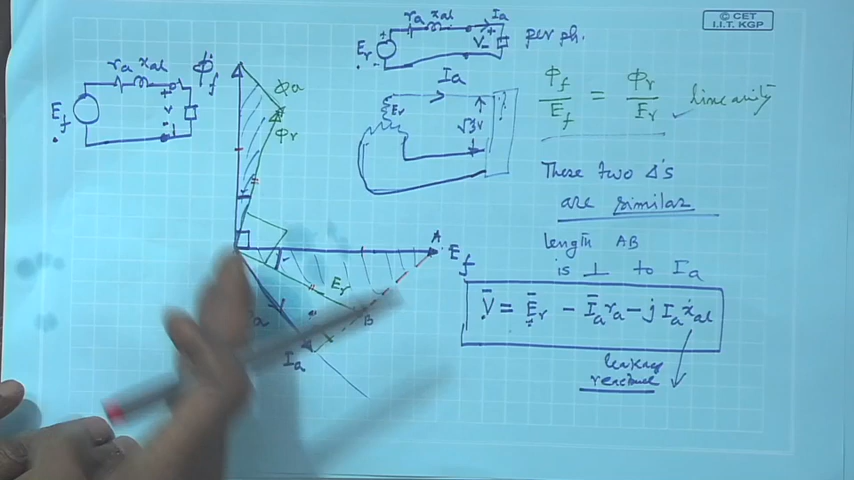 © CET
I.I.T. KGP
ra xal Ia
Er + - V + - per ph.
ra xal
Ef + v -
Φf
Φa
Φr
Ia
Er
√3V
?
Φf / Ef = Φr / Er linearity
These two Δ's
are similar
length AB
is ⊥ to Ia
V̄ = Ēr - Īa ra - j Ia xal
leakage
reactance
A
Ef
Er
B
Ia